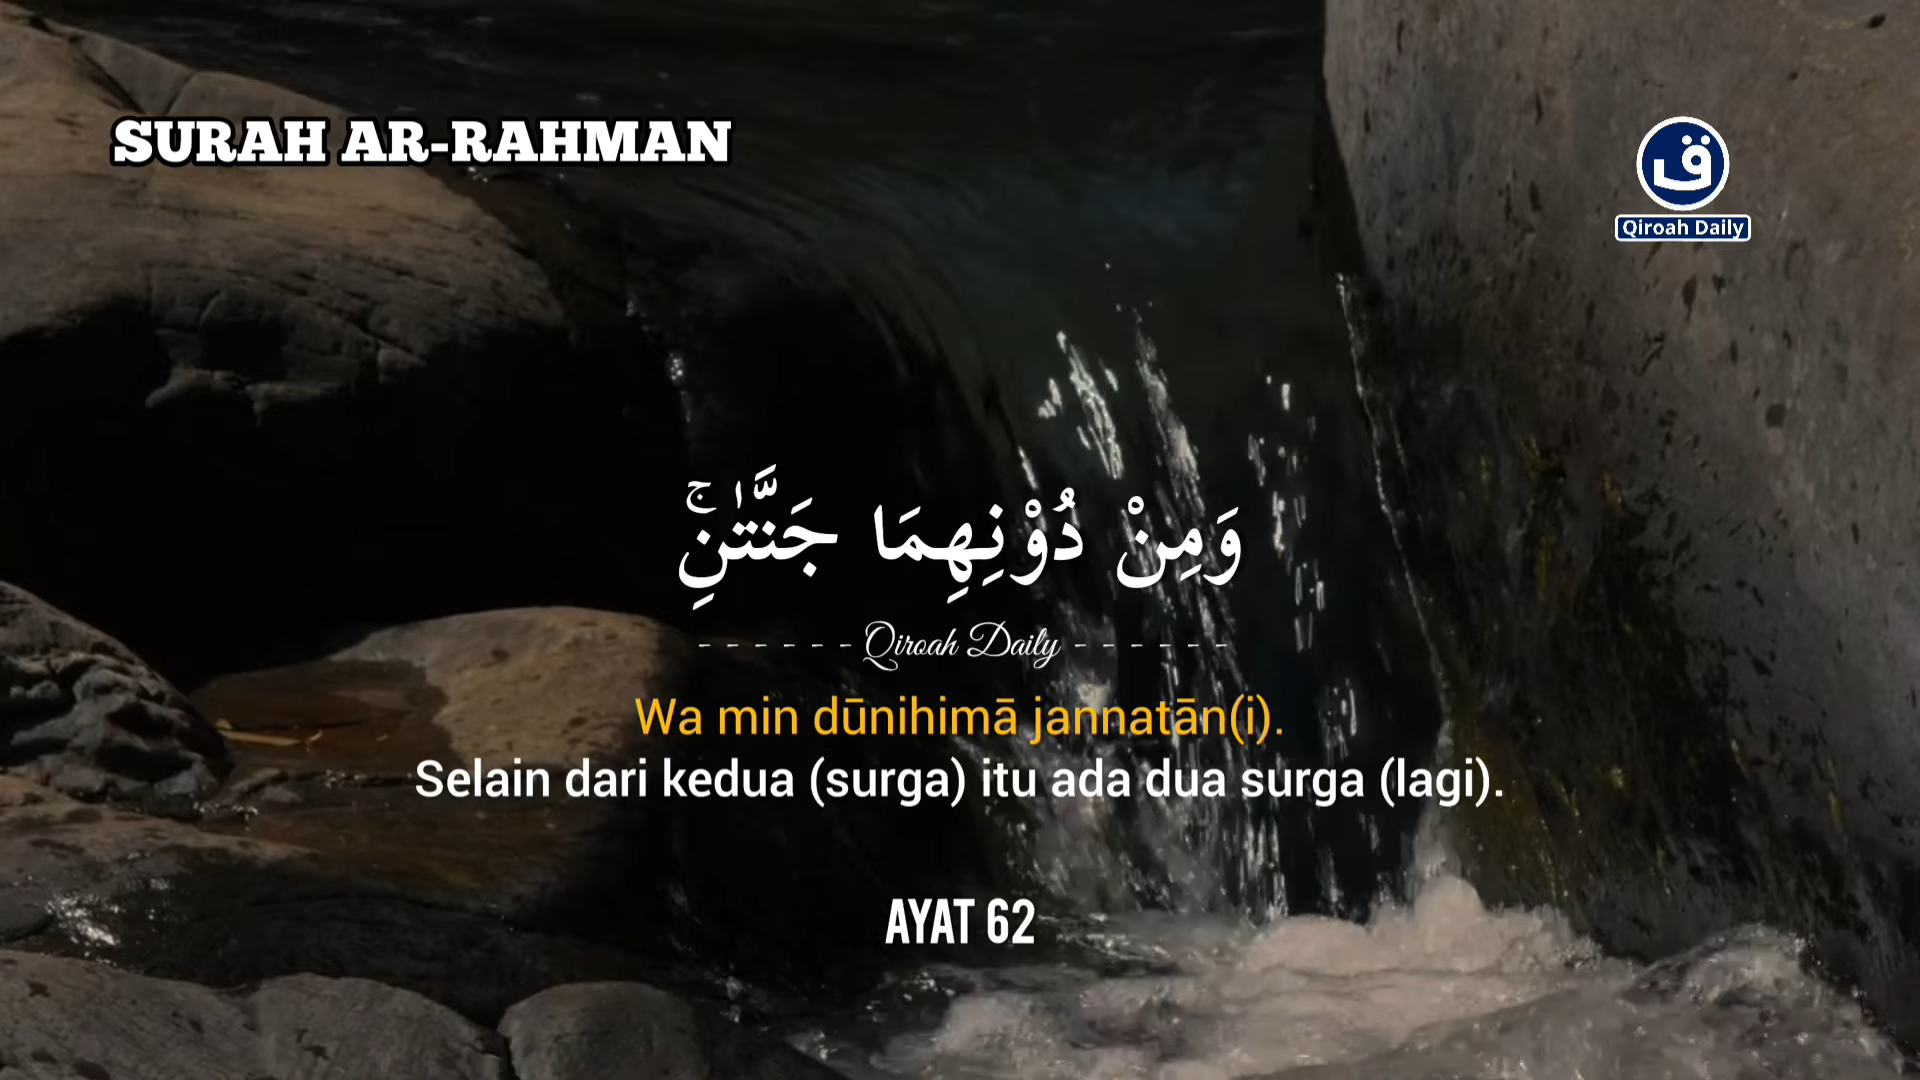 SURAH AR-RAHMAN
ق
Qiroah Daily
وَمِنْ دُوْنِهِمَا جَنَّتٰنِۚ
- - - - - - Qiroah Daily - - - - - -
Wa min dūnihimā jannatān(i).
Selain dari kedua (surga) itu ada dua surga (lagi).
AYAT 62